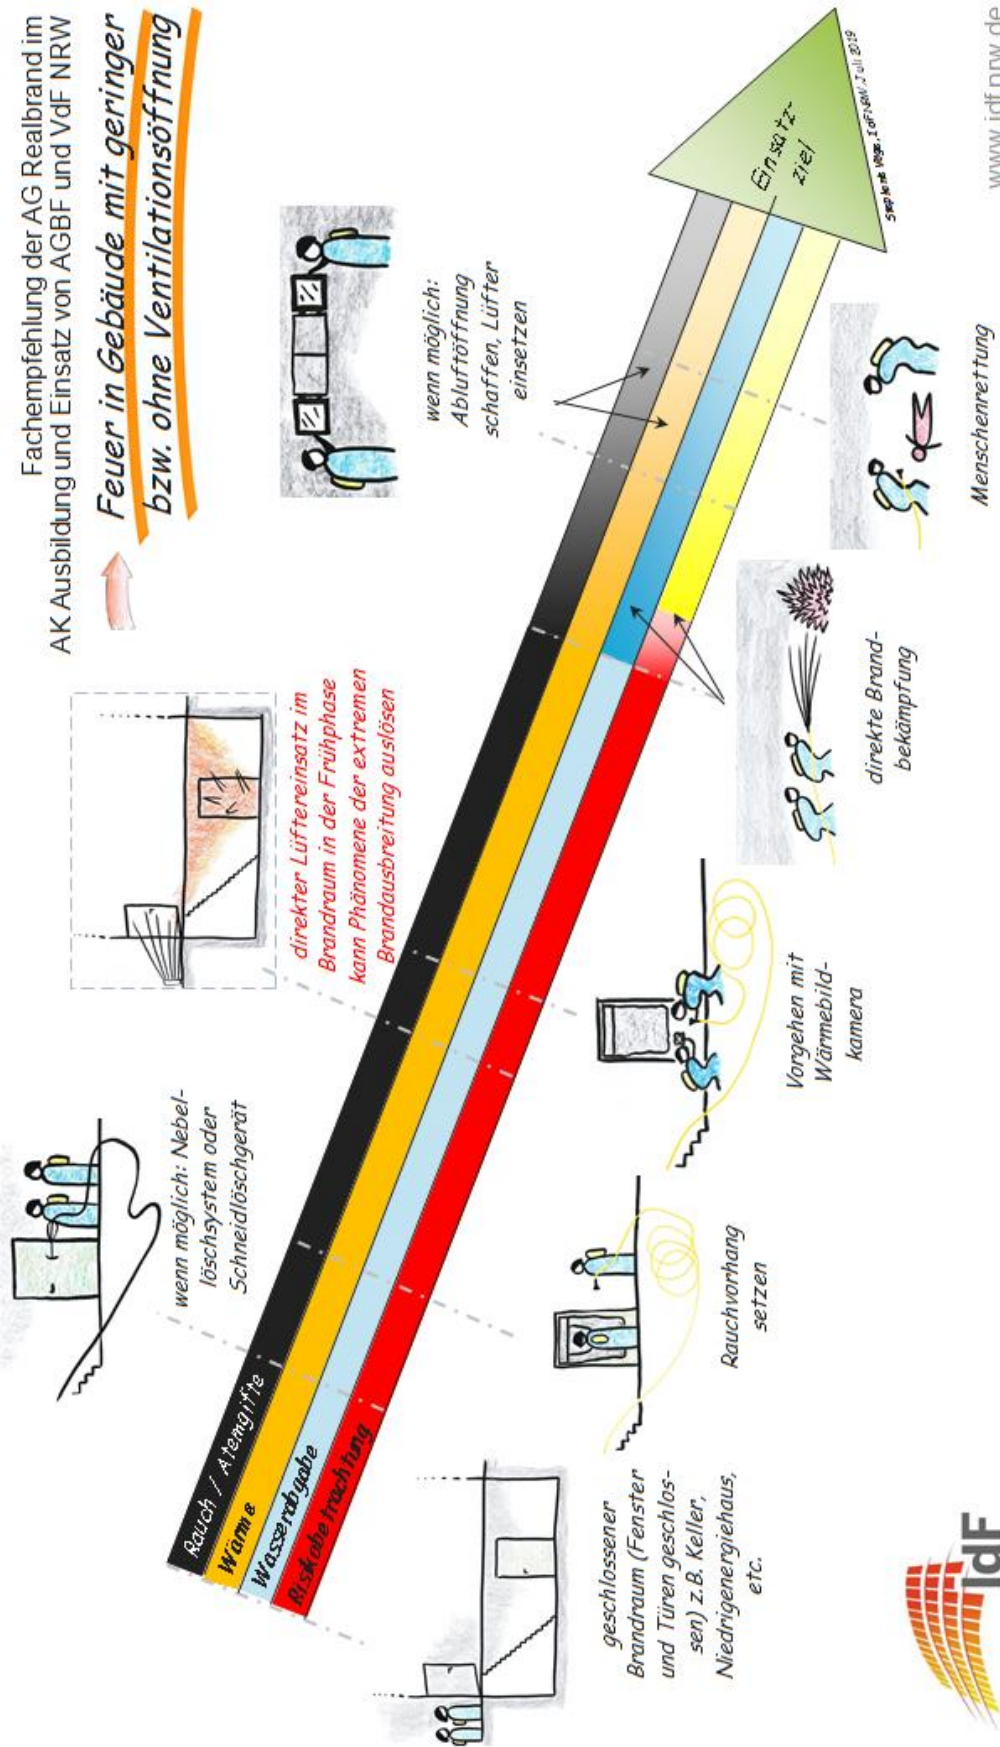 Fachempfehlung der AG Realbrand im
AK Ausbildung und Einsatz von AGBF und VdF NRW
Feuer in Gebäude mit geringer
bzw. ohne Ventilationsöffnung
wenn möglich: Nebel-
löschsystem oder
Schneidlöschgerät
direkter Lüftereinsatz im
Brandraum in der Frühphase
kann Phänomene der extremen
Brandausbreitung auslösen
wenn möglich:
Abluftöffnung
schaffen, Lüfter
einsetzen
Rauch / Atemgifte
Wärme
Wasserabgabe
Risikobetrachtung
Einsatz-
ziel
geschlossener
Brandraum (Fenster
und Türen geschlos-
sen) z.B. Keller,
Niedrigenergiehaus,
etc.
Rauchvorhang
setzen
Vorgehen mit
Wärmebild-
kamera
direkte Brand-
bekämpfung
Menschenrettung
IdF NRW, Juli 2019
IdF
www.idf.nrw.de